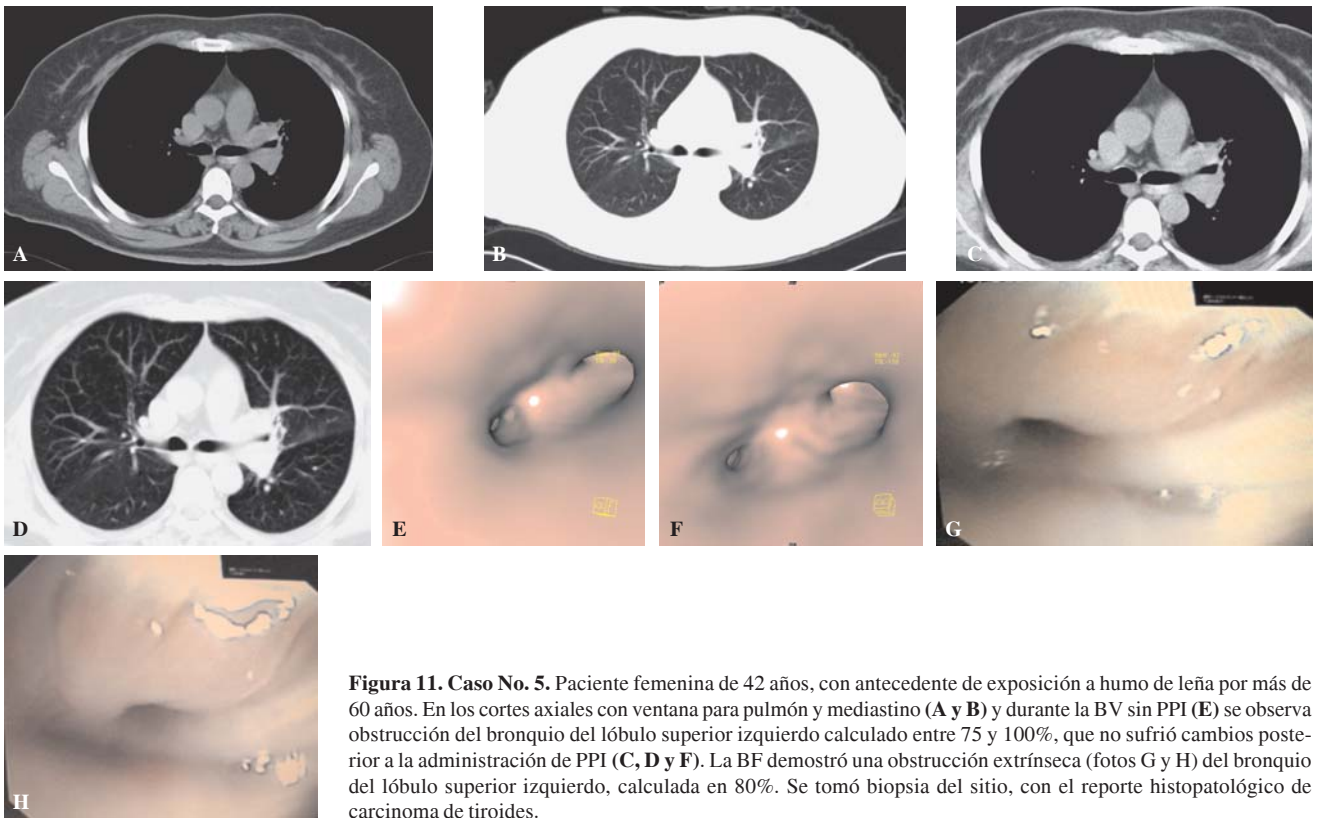 A
B
C
D
E
F
G
H
Figura 11. Caso No. 5. Paciente femenina de 42 años, con antecedente de exposición a humo de leña por más de
60 años. En los cortes axiales con ventana para pulmón y mediastino (A y B) y durante la BV sin PPI (E) se observa
obstrucción del bronquio del lóbulo superior izquierdo calculado entre 75 y 100%, que no sufrió cambios poste-
rior a la administración de PPI (C, D y F). La BF demostró una obstrucción extrínseca (fotos G y H) del bronquio
del lóbulo superior izquierdo, calculada en 80%. Se tomó biopsia del sitio, con el reporte histopatológico de
carcinoma de tiroides.